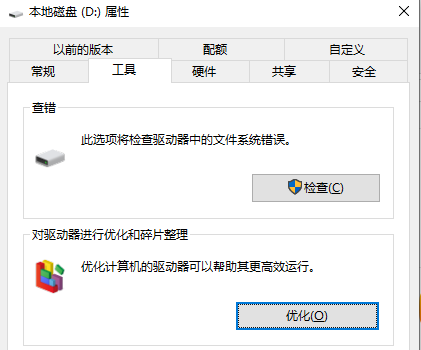 本地磁盘 (D:) 属性
以前的版本 配额 自定义
常规 工具 硬件 共享 安全
查错
此选项将检查驱动器中的文件系统错误。
检查(C)
对驱动器进行优化和碎片整理
优化计算机的驱动器可以帮助其更高效运行。
优化(O)